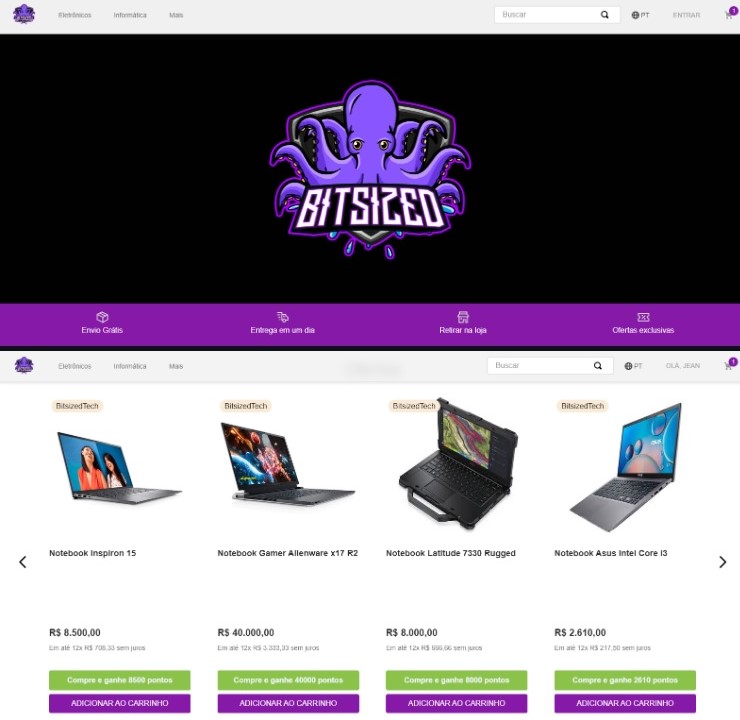 Eletrônicos Informática Mais Buscar PT ENTRAR 1
BITSIZED
Envio Grátis Entrega em um dia Retirar na loja Ofertas exclusivas
Eletrônicos Informática Mais Buscar PT OLÁ, JEAN 1
BitsizedTech BitsizedTech BitsizedTech BitsizedTech
Notebook Inspiron 15 Notebook Gamer Alienware x17 R2 Notebook Latitude 7330 Rugged Notebook Asus Intel Core I3
R$ 8.500,00 R$ 40.000,00 R$ 8.000,00 R$ 2.610,00
Em até 12x R$ 708,33 sem juros Em até 12x R$ 3.333,33 sem juros Em até 12x R$ 666,66 sem juros Em até 12x R$ 217,50 sem juros
Compre e ganhe 8500 pontos Compre e ganhe 40000 pontos Compre e ganhe 8000 pontos Compre e ganhe 2610 pontos
ADICIONAR AO CARRINHO ADICIONAR AO CARRINHO ADICIONAR AO CARRINHO ADICIONAR AO CARRINHO